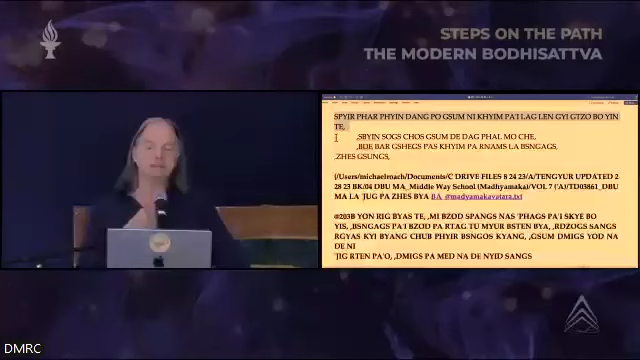 STEPS ON THE PATH
THE MODERN BODHISATTVA
SPYIR PHAR PHYIN DANG PO GSUM NI KHYIM PA'I LAG LEN GYI GTZO BO YIN
TE,
,SBYIN SOGS CHOS GSUM DE DAG PHAL MO CHE,
,BDE BAR GSHEGS PAS KHYIM PA RNAMS LA BSNGAGS,
,ZHES GSUNGS,
(/Users/michaelroach/Documents/C DRIVE FILES 8 24 23/A/TENGYUR UPDATED 2
28 23 BK/04 DBU MA_Middle Way School (Madhyamaka)/VOL 7 ('A)/TD03861_DBU
MA LA JUG PA ZHES BYA BA_@madyamakavatara.txt)
@203B YON RIG BYAS TE, ,MI BZOD SPANGS NAS 'PHAGS PA'I SKYE BO
YIS, ,BSNGAGS PA'I BZOD PA RTAG TU MYUR BSTEN BYA, ,RDZOGS SANGS
RGYAS KYI BYANG CHUB PHYIR BSNGOS KYANG, ,GSUM DMIGS YOD NA
DE NI
'JIG RTEN PA'O, ,DMIGS PA MED NA DE NYID SANGS
DMRC